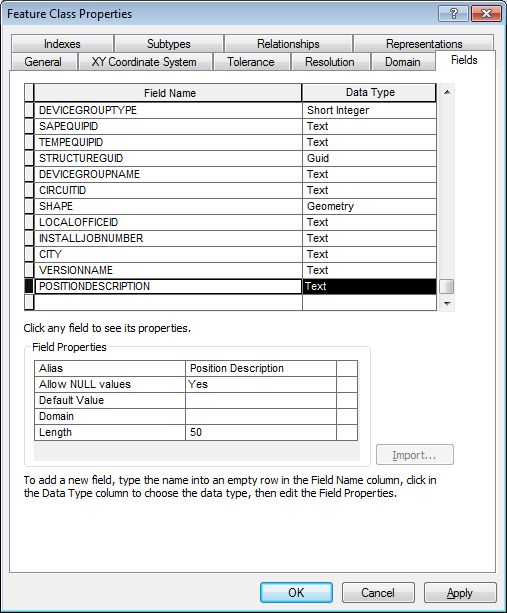 Feature Class Properties
Indexes Subtypes Relationships Representations
General XY Coordinate System Tolerance Resolution Domain Fields
Field Name Data Type
DEVICEGROUPTYPE Short Integer
SAPEQUIPID Text
TEMPEQUIPID Text
STRUCTUREGUID Guid
DEVICEGROUPNAME Text
CIRCUITID Text
SHAPE Geometry
LOCALOFFICEID Text
INSTALLJOBNUMBER Text
CITY Text
VERSIONNAME Text
POSITIONDESCRIPTION Text
Click any field to see its properties.
Field Properties
Alias Position Description
Allow NULL values Yes
Default Value
Domain
Length 50
Import...
To add a new field, type the name into an empty row in the Field Name column, click in
the Data Type column to choose the data type, then edit the Field Properties.
OK Cancel Apply